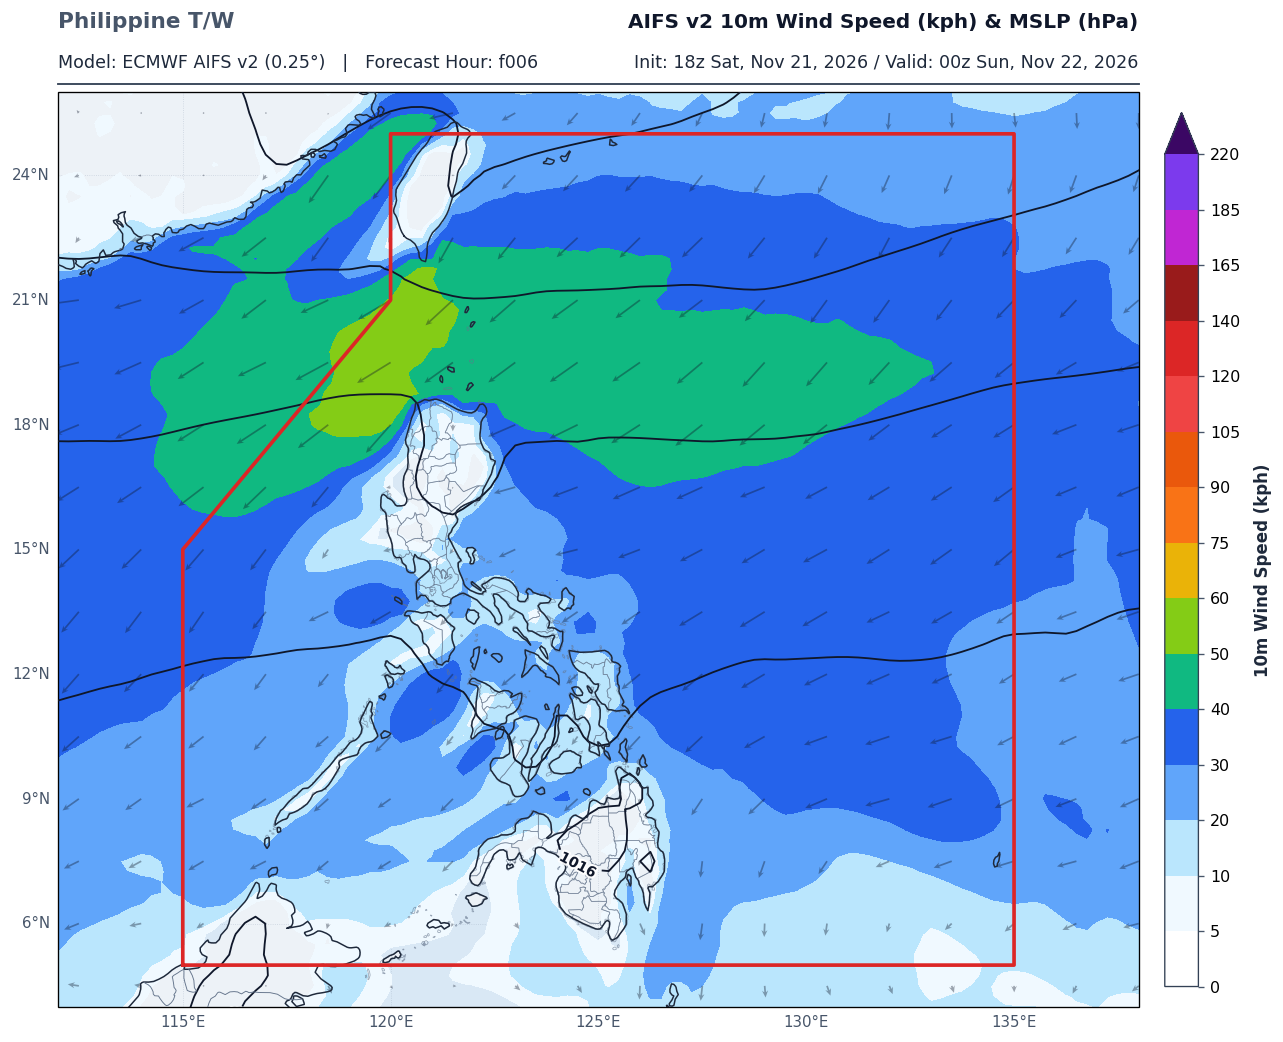 Philippine T/W
AIFS v2 10m Wind Speed (kph) & MSLP (hPa)
Model: ECMWF AIFS v2 (0.25°) | Forecast Hour: f006
Init: 18z Sat, Nov 21, 2026 / Valid: 00z Sun, Nov 22, 2026
24°N
21°N
18°N
15°N
12°N
9°N
6°N
115°E
120°E
125°E
130°E
135°E
1016
220
185
165
140
120
105
90
75
60
50
40
30
20
10
5
0
10m Wind Speed (kph)